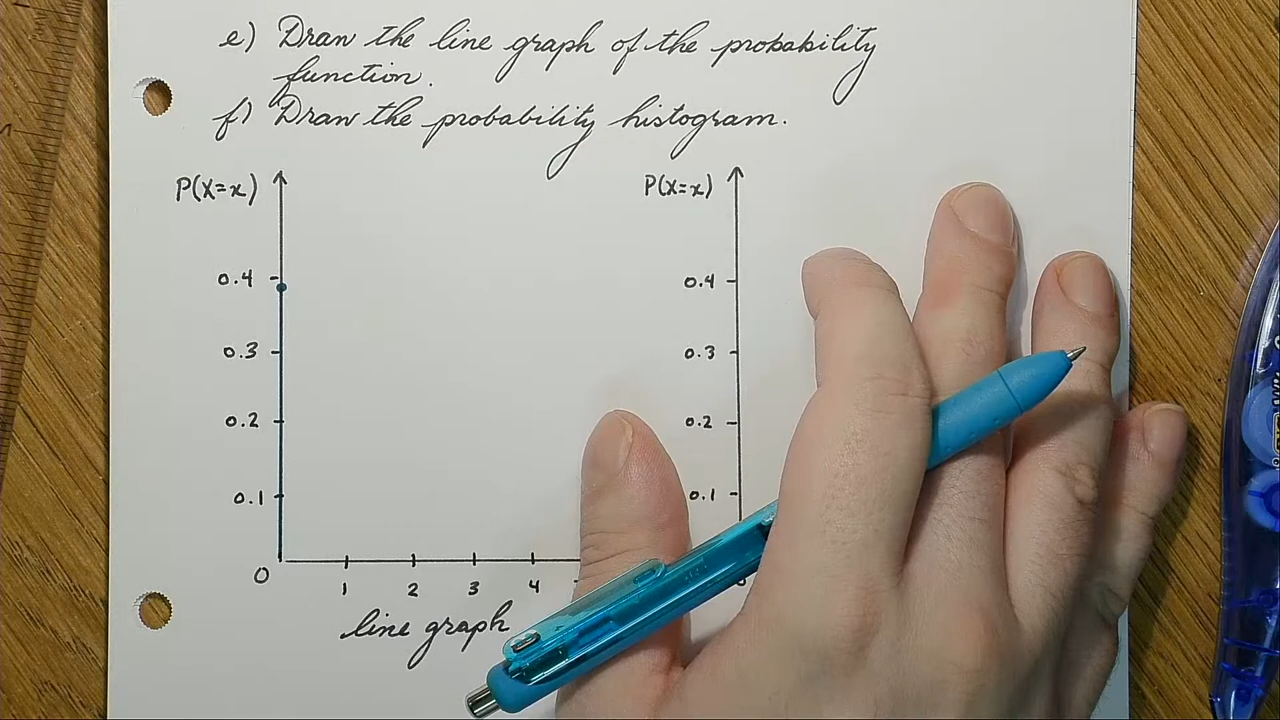 e) Draw the line graph of the probability
function.
f) Draw the probability histogram.
P(X=x)
0.4
0.3
0.2
0.1
0
1 2 3 4
line graph
P(X=x)
0.4
0.3
0.2
0.1